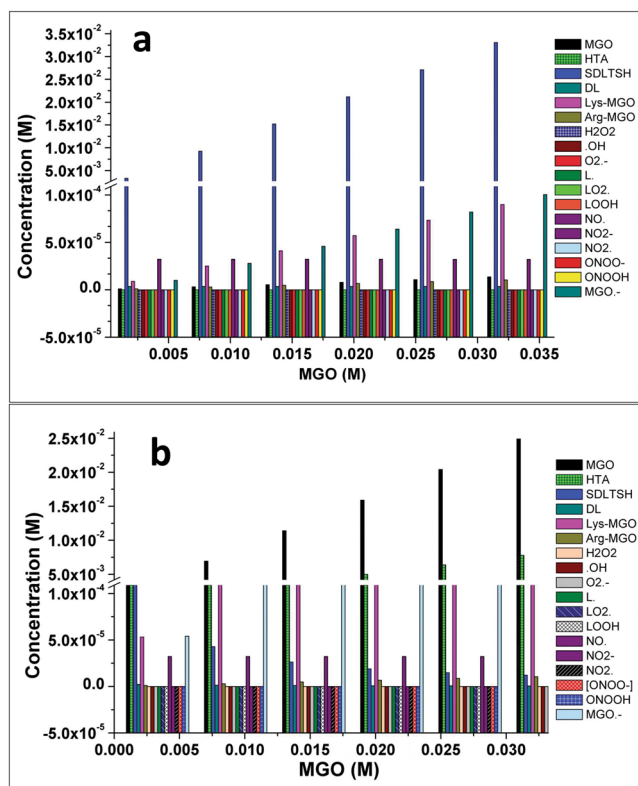 a
Concentration (M)
3.5x10⁻²
3.0x10⁻²
2.5x10⁻²
2.0x10⁻²
1.5x10⁻²
1.0x10⁻²
5.0x10⁻³
1.0x10⁻⁴
5.0x10⁻⁵
0.0
-5.0x10⁻⁵
0.005 0.010 0.015 0.020 0.025 0.030 0.035
MGO (M)
MGO
HTA
SDLTSH
DL
Lys-MGO
Arg-MGO
H2O2
.OH
O2.-
L.
LO2.
LOOH
NO.
NO2-
NO2.
ONOO-
ONOOH
MGO.-
b
Concentration (M)
2.5x10⁻²
2.0x10⁻²
1.5x10⁻²
1.0x10⁻²
5.0x10⁻³
1.0x10⁻⁴
5.0x10⁻⁵
0.0
-5.0x10⁻⁵
0.000 0.005 0.010 0.015 0.020 0.025 0.030
MGO (M)
MGO
HTA
SDLTSH
DL
Lys-MGO
Arg-MGO
H2O2
.OH
O2.-
L.
LO2.
LOOH
NO.
NO2-
NO2.
[ONOO-]
ONOOH
MGO.-